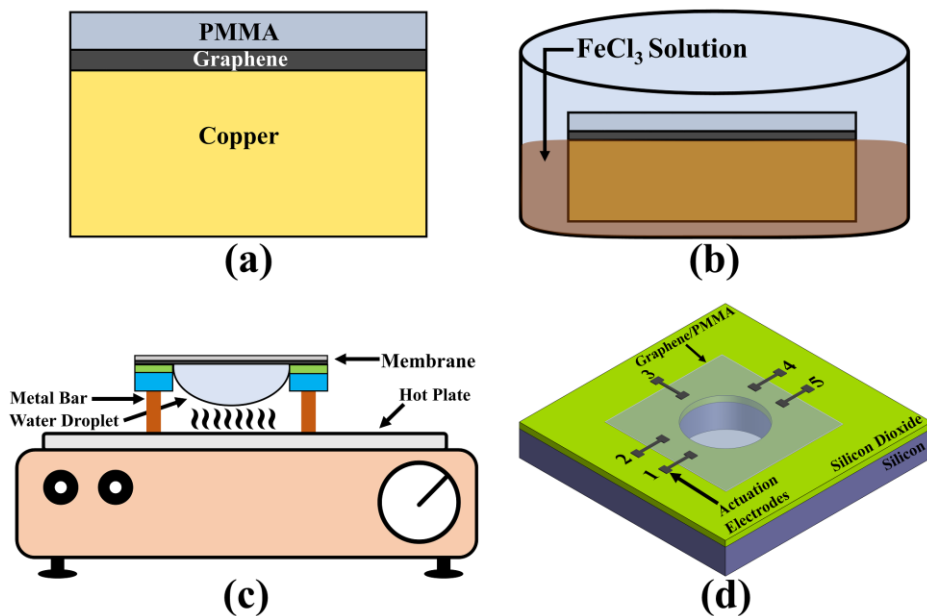 PMMA
Graphene
Copper
(a)
FeCl₃ Solution
(b)
Membrane
Metal Bar
Hot Plate
Water Droplet
(c)
Graphene/PMMA
3
4
5
2
1
Actuation
Electrodes
Silicon Dioxide
Silicon
(d)